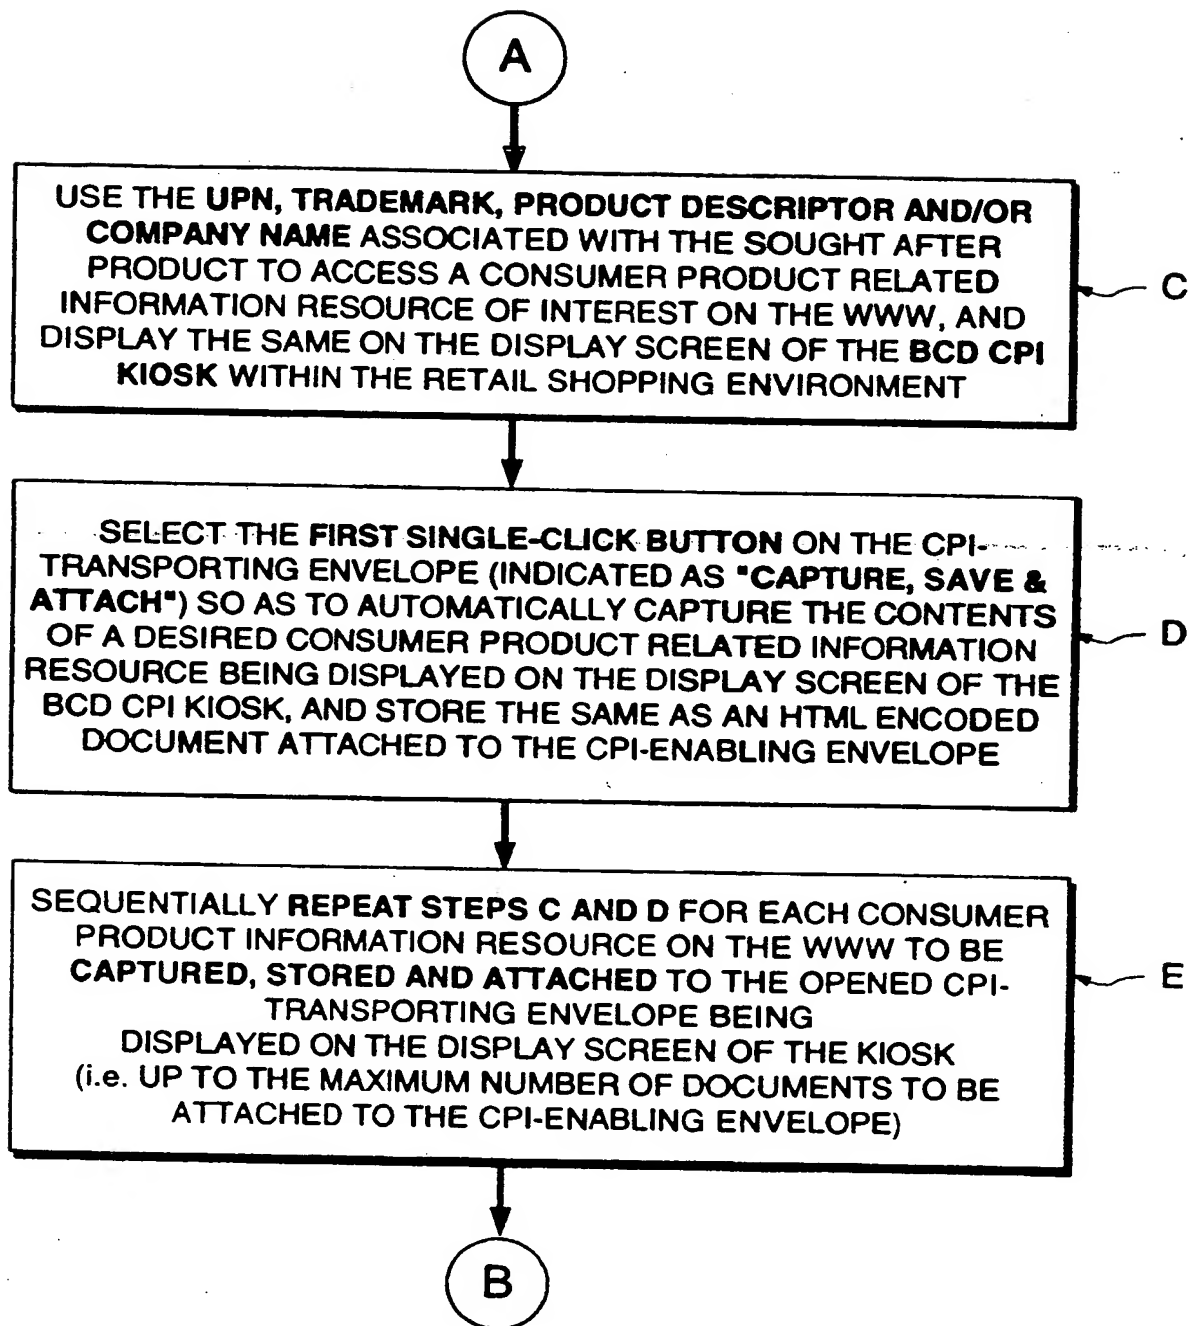 A
USE THE UPN, TRADEMARK, PRODUCT DESCRIPTOR AND/OR
COMPANY NAME ASSOCIATED WITH THE SOUGHT AFTER
PRODUCT TO ACCESS A CONSUMER PRODUCT RELATED
INFORMATION RESOURCE OF INTEREST ON THE WWW, AND
DISPLAY THE SAME ON THE DISPLAY SCREEN OF THE BCD CPI
KIOSK WITHIN THE RETAIL SHOPPING ENVIRONMENT
C
SELECT THE FIRST SINGLE-CLICK BUTTON ON THE CPI-
TRANSPORTING ENVELOPE (INDICATED AS "CAPTURE, SAVE &
ATTACH") SO AS TO AUTOMATICALLY CAPTURE THE CONTENTS
OF A DESIRED CONSUMER PRODUCT RELATED INFORMATION
RESOURCE BEING DISPLAYED ON THE DISPLAY SCREEN OF THE
BCD CPI KIOSK, AND STORE THE SAME AS AN HTML ENCODED
DOCUMENT ATTACHED TO THE CPI-ENABLING ENVELOPE
D
SEQUENTIALLY REPEAT STEPS C AND D FOR EACH CONSUMER
PRODUCT INFORMATION RESOURCE ON THE WWW TO BE
CAPTURED, STORED AND ATTACHED TO THE OPENED CPI-
TRANSPORTING ENVELOPE BEING
DISPLAYED ON THE DISPLAY SCREEN OF THE KIOSK
(i.e. UP TO THE MAXIMUM NUMBER OF DOCUMENTS TO BE
ATTACHED TO THE CPI-ENABLING ENVELOPE)
E
B